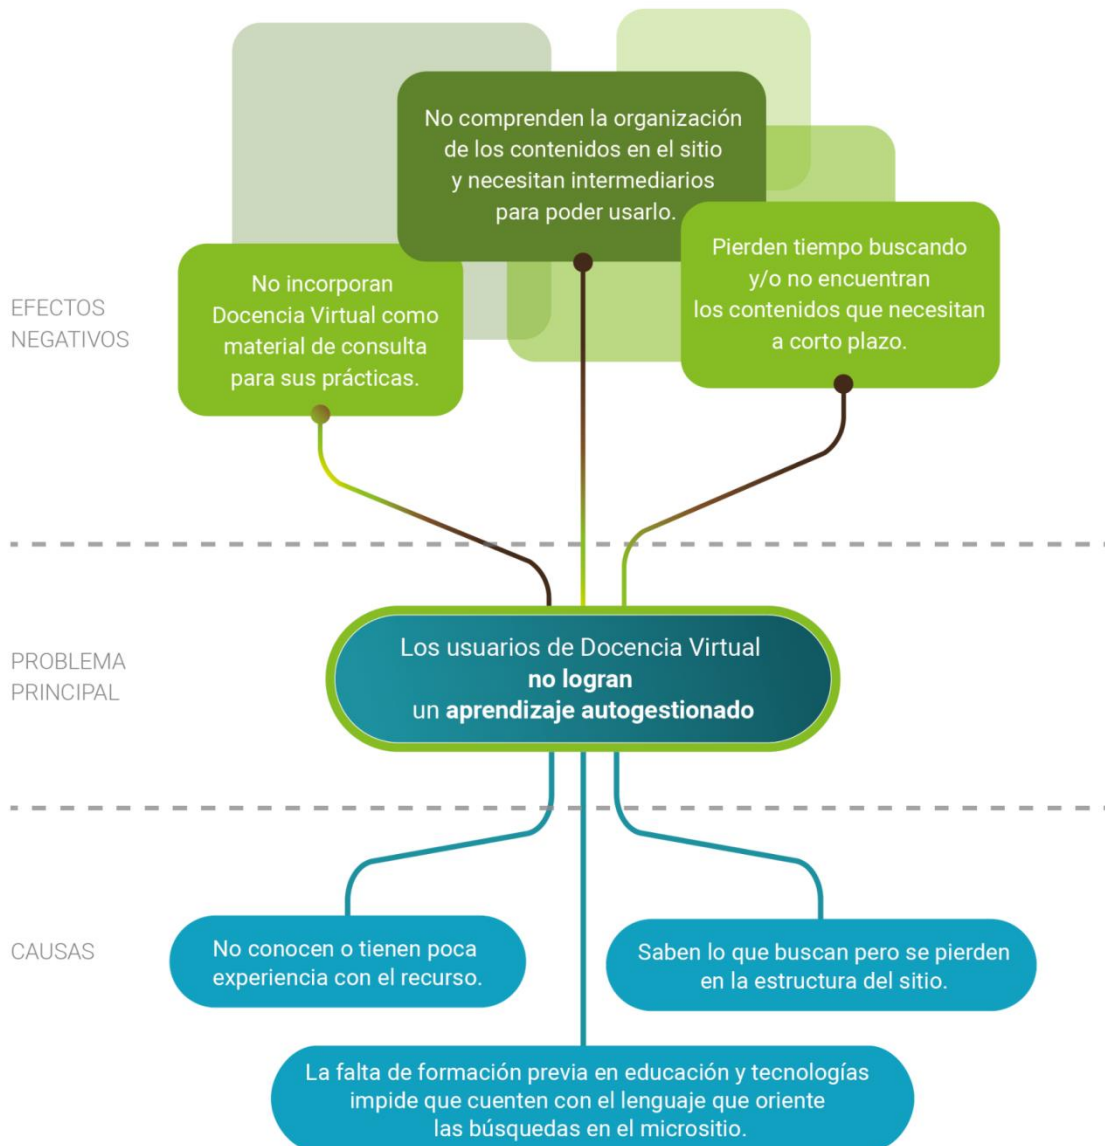 No comprenden la organización
de los contenidos en el sitio
y necesitan intermediarios
para poder usarlo.
Pierden tiempo buscando
y/o no encuentran
los contenidos que necesitan
a corto plazo.
No incorporan
Docencia Virtual como
material de consulta
para sus prácticas.
EFECTOS
NEGATIVOS
PROBLEMA
PRINCIPAL
Los usuarios de Docencia Virtual
no logran
un aprendizaje autogestionado
CAUSAS
No conocen o tienen poca
experiencia con el recurso.
Saben lo que buscan pero se pierden
en la estructura del sitio.
La falta de formación previa en educación y tecnologías
impide que cuenten con el lenguaje que oriente
las búsquedas en el micrositio.